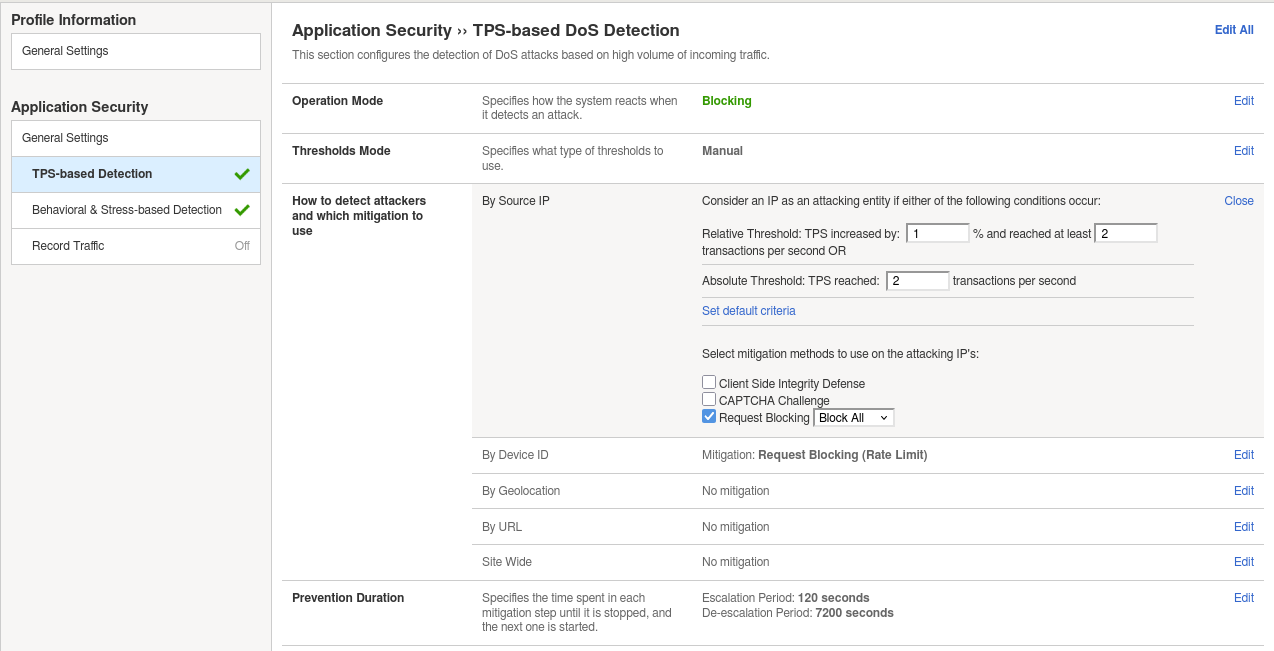 Profile Information
General Settings
Application Security
General Settings
TPS-based Detection
Behavioral & Stress-based Detection
Record Traffic Off
Application Security ›› TPS-based DoS Detection Edit All
This section configures the detection of DoS attacks based on high volume of incoming traffic.
Operation Mode Specifies how the system reacts when Blocking Edit
it detects an attack.
Thresholds Mode Specifies what type of thresholds to Manual Edit
use.
How to detect attackers By Source IP Consider an IP as an attacking entity if either of the following conditions occur: Close
and which mitigation to
use
Relative Threshold: TPS increased by: 1 % and reached at least 2
transactions per second OR
Absolute Threshold: TPS reached: 2 transactions per second
Set default criteria
Select mitigation methods to use on the attacking IP's:
Client Side Integrity Defense
CAPTCHA Challenge
Request Blocking Block All
By Device ID Mitigation: Request Blocking (Rate Limit) Edit
By Geolocation No mitigation Edit
By URL No mitigation Edit
Site Wide No mitigation Edit
Prevention Duration Specifies the time spent in each Escalation Period: 120 seconds Edit
mitigation step until it is stopped, and De-escalation Period: 7200 seconds
the next one is started.